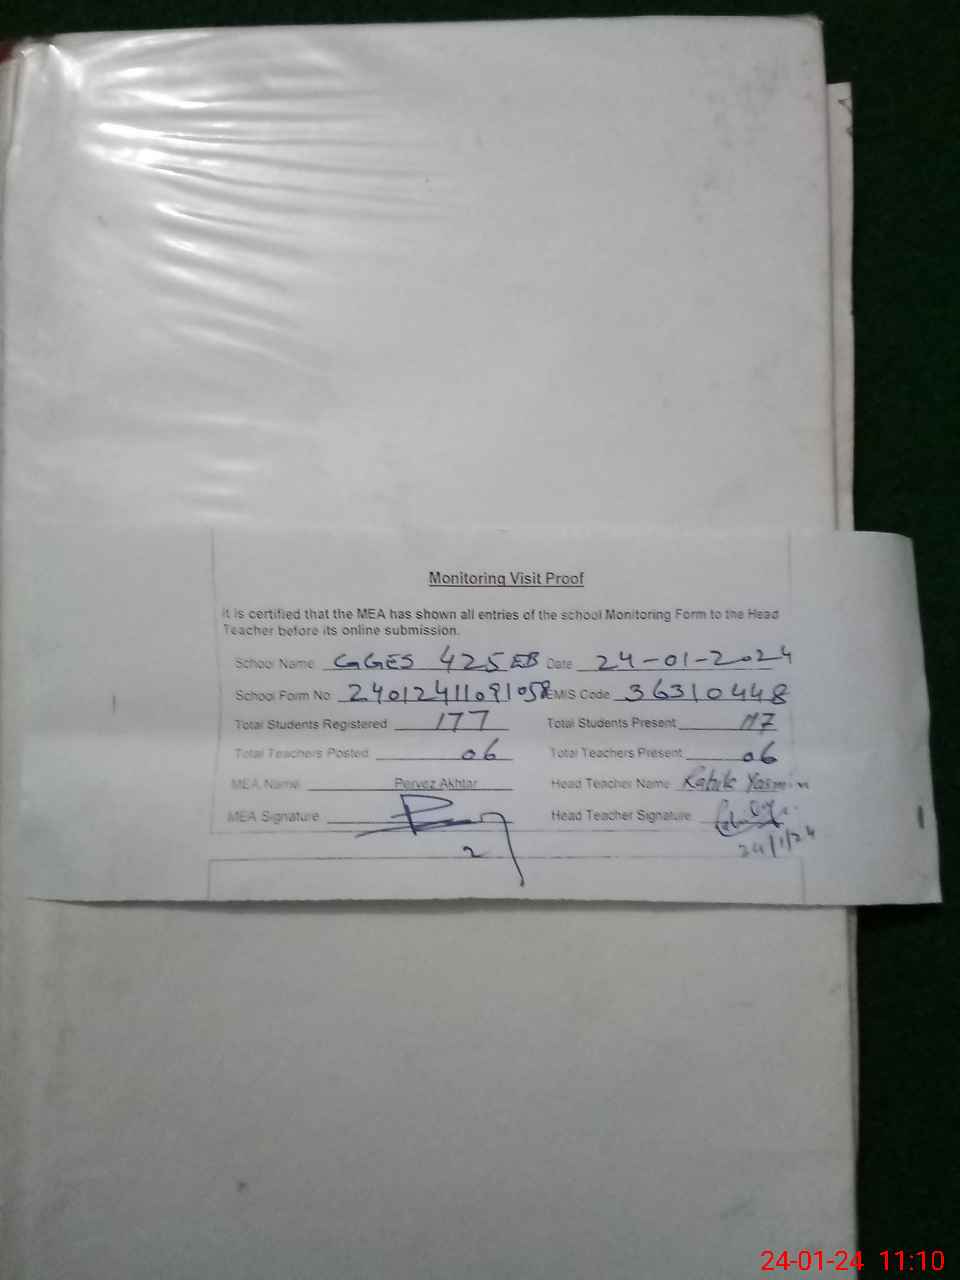 Monitoring Visit Proof
It is certified that the MEA has shown all entries of the school Monitoring Form to the Head
Teacher before its online submission.
School Name GGES 425 EB Date 24-01-2024
School Form No 24012411091058 EMIS Code 36310448
Total Students Registered 177 Total Students Present 117
Total Teachers Posted 06 Total Teachers Present 06
MEA Name Pervez Akhtar Head Teacher Name Yasmin
MEA Signature Head Teacher Signature
24/1/24
24-01-24 11:10